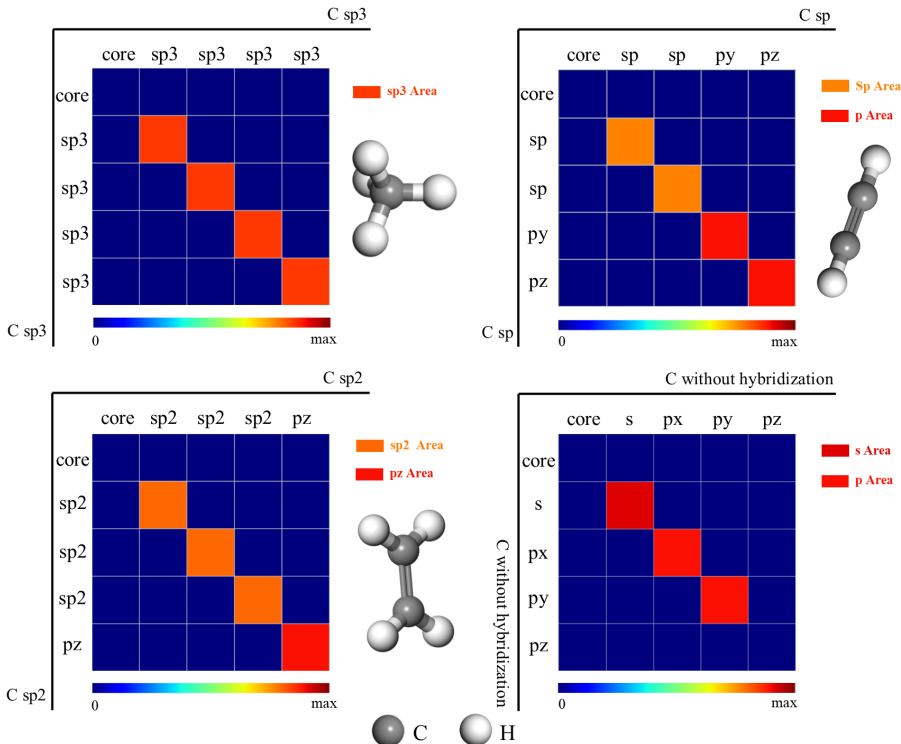 C sp3
core sp3 sp3 sp3 sp3
core
sp3
sp3
sp3
sp3
C sp3
0 max
sp3 Area
C sp
core sp sp py pz
core
sp
sp
py
pz
C sp
0 max
Sp Area
p Area
C sp2
core sp2 sp2 sp2 pz
core
sp2
sp2
sp2
pz
C sp2
0 max
sp2 Area
pz Area
C without hybridization
core s px py pz
core
s
px
py
pz
C without hybridization
0 max
s Area
p Area
C H